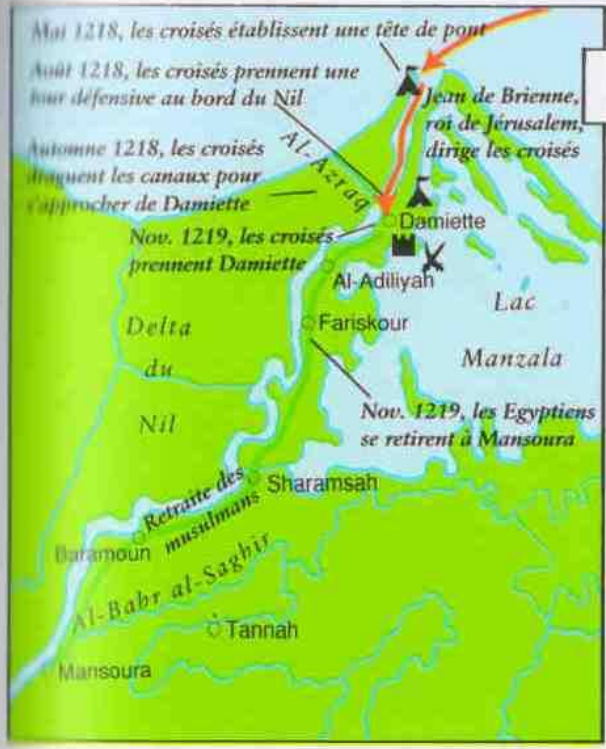 Mai 1218, les croisés établissent une tête de pont
Août 1218, les croisés prennent une
tour défensive au bord du Nil
Jean de Brienne,
roi de Jérusalem,
dirige les croisés
Automne 1218, les croisés
draguent les canaux pour
s'approcher de Damiette
Al-Azraq
Nov. 1219, les croisés
prennent Damiette
Damiette
Al-Adiliyah
Fariskour
Lac
Manzala
Delta
du
Nil
Nov. 1219, les Egyptiens
se retirent à Mansoura
Sharamsah
Retraite des
musulmans
Baramoun
Al-Bahr al-Saghir
Tannah
Mansoura